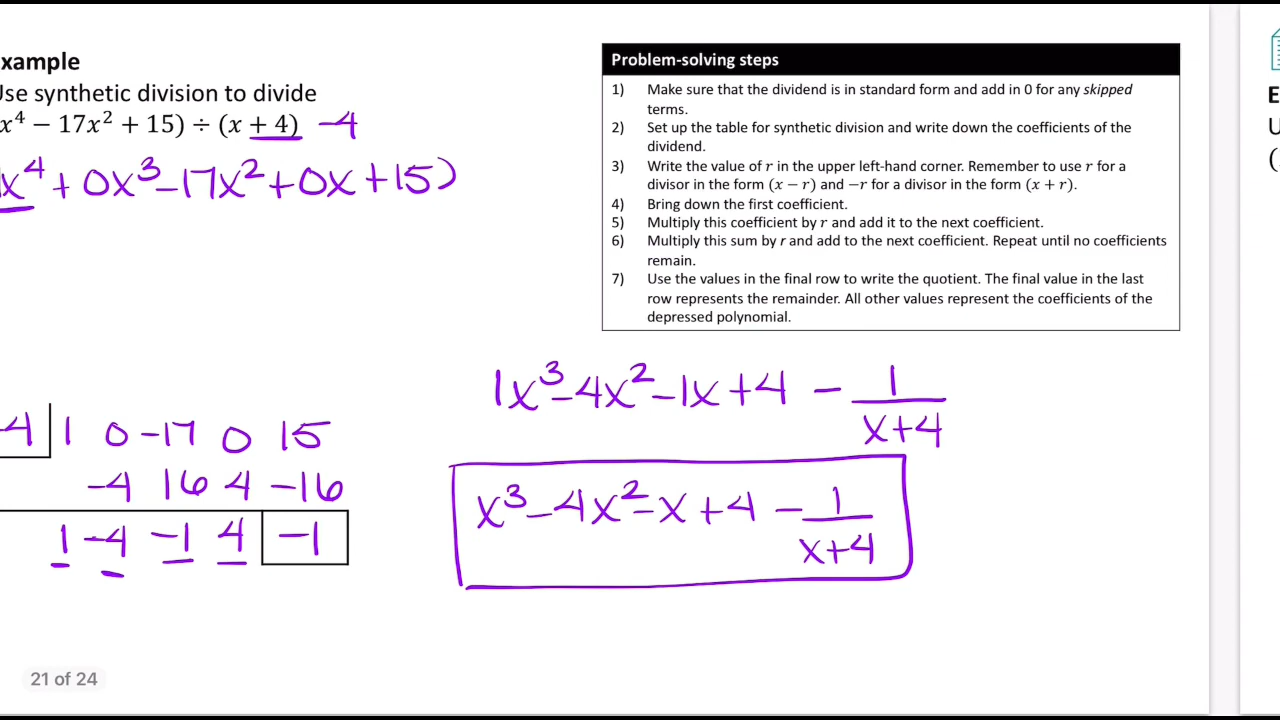 xample
Use synthetic division to divide
x⁴ − 17x² + 15) ÷ (x + 4) −4
x⁴ + 0x³ − 17x² + 0x + 15)
Problem-solving steps
1) Make sure that the dividend is in standard form and add in 0 for any skipped
terms.
2) Set up the table for synthetic division and write down the coefficients of the
dividend.
3) Write the value of r in the upper left-hand corner. Remember to use r for a
divisor in the form (x − r) and −r for a divisor in the form (x + r).
4) Bring down the first coefficient.
5) Multiply this coefficient by r and add it to the next coefficient.
6) Multiply this sum by r and add to the next coefficient. Repeat until no coefficients
remain.
7) Use the values in the final row to write the quotient. The final value in the last
row represents the remainder. All other values represent the coefficients of the
depressed polynomial.
−4 1 0 −17 0 15
−4 16 4 −16
1 −4 −1 4 −1
1x³ − 4x² − 1x + 4 − 1/(x+4)
x³ − 4x² − x + 4 − 1/(x+4)
21 of 24
E
U
(